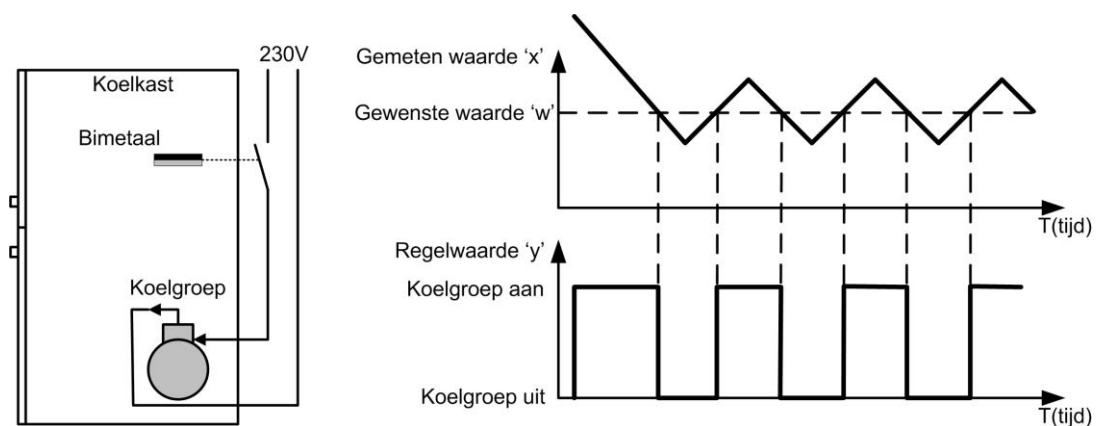 230V
Koelkast
Bimetaal
Koelgroep
Gemeten waarde ‘x’
Gewenste waarde ‘w’
T(tijd)
Regelwaarde ‘y’
Koelgroep aan
Koelgroep uit
T(tijd)